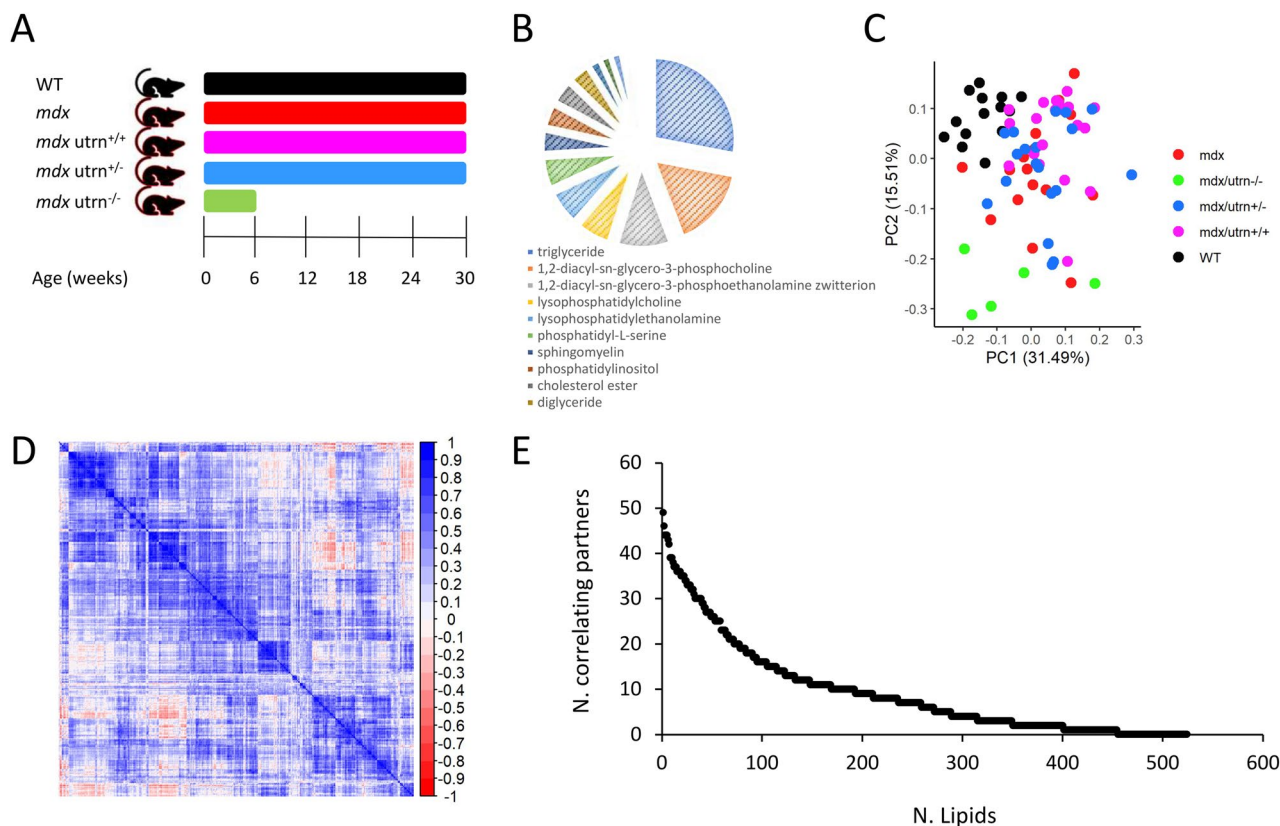 A
WT
mdx
mdx utrn+/+
mdx utrn+/-
mdx utrn-/-
0 6 12 18 24 30
Age (weeks)
B
triglyceride
1,2-diacyl-sn-glycero-3-phosphocholine
1,2-diacyl-sn-glycero-3-phosphoethanolamine zwitterion
lysophosphatidylcholine
lysophosphatidylethanolamine
phosphatidyl-L-serine
sphingomyelin
phosphatidylinositol
cholesterol ester
diglyceride
C
PC2 (15.51%)
0.1
0.0
-0.1
-0.2
-0.3
-0.2 -0.1 0.0 0.1 0.2 0.3
PC1 (31.49%)
mdx
mdx/utrn-/-
mdx/utrn+/-
mdx/utrn+/+
WT
D
1
0.9
0.8
0.7
0.6
0.5
0.4
0.3
0.2
0.1
0
-0.1
-0.2
-0.3
-0.4
-0.5
-0.6
-0.7
-0.8
-0.9
-1
E
N. correlating partners
60
50
40
30
20
10
0
0 100 200 300 400 500 600
N. Lipids